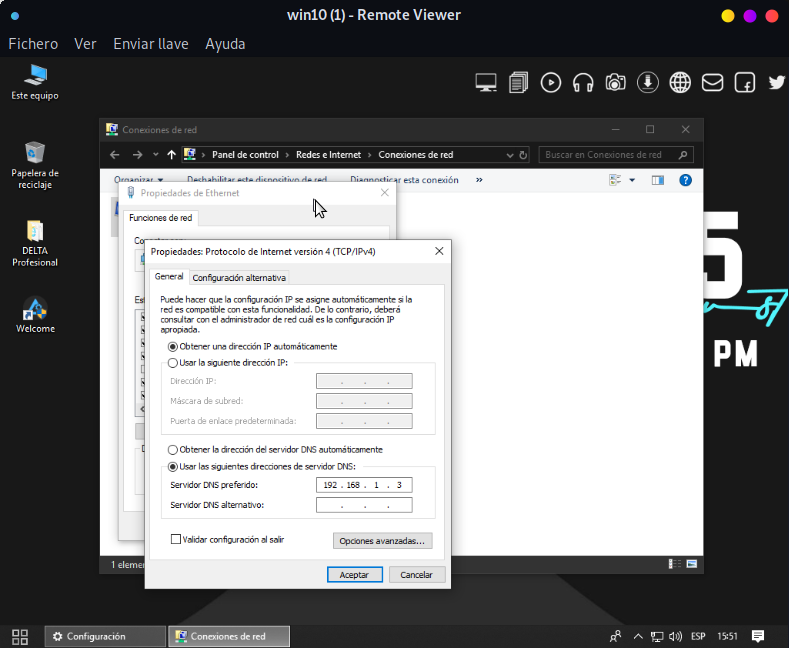 win10 (1) - Remote Viewer
Fichero Ver Enviar llave Ayuda
Este equipo
Papelera de
reciclaje
DELTA
Profesional
Welcome
Conexiones de red
Panel de control Redes e Internet Conexiones de red
Buscar en Conexiones de red
Organizar Deshabilitar este dispositivo de red Diagnosticar esta conexión »
Propiedades de Ethernet
Funciones de red
Propiedades: Protocolo de Internet versión 4 (TCP/IPv4)
General Configuración alternativa
Puede hacer que la configuración IP se asigne automáticamente si la
red es compatible con esta funcionalidad. De lo contrario, deberá
consultar con el administrador de red cuál es la configuración IP
apropiada.
Obtener una dirección IP automáticamente
Usar la siguiente dirección IP:
Dirección IP:
Máscara de subred:
Puerta de enlace predeterminada:
Obtener la dirección del servidor DNS automáticamente
Usar las siguientes direcciones de servidor DNS:
Servidor DNS preferido: 192 . 168 . 1 . 3
Servidor DNS alternativo:
Validar configuración al salir
Opciones avanzadas...
Aceptar Cancelar
5
PM
Configuración Conexiones de red
ESP 15:51